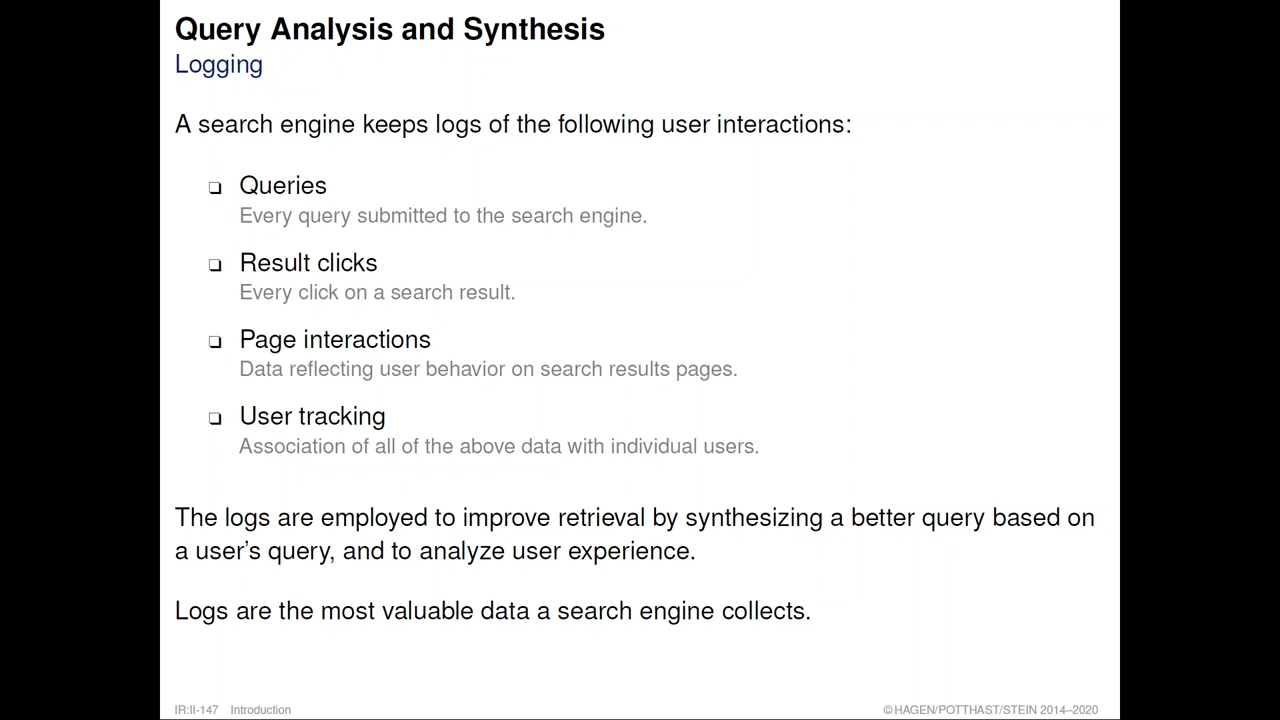 Query Analysis and Synthesis
Logging
A search engine keeps logs of the following user interactions:
❏ Queries
Every query submitted to the search engine.
❏ Result clicks
Every click on a search result.
❏ Page interactions
Data reflecting user behavior on search results pages.
❏ User tracking
Association of all of the above data with individual users.
The logs are employed to improve retrieval by synthesizing a better query based on
a user’s query, and to analyze user experience.
Logs are the most valuable data a search engine collects.
IR:II-147 Introduction
©HAGEN/POTTHAST/STEIN 2014–2020